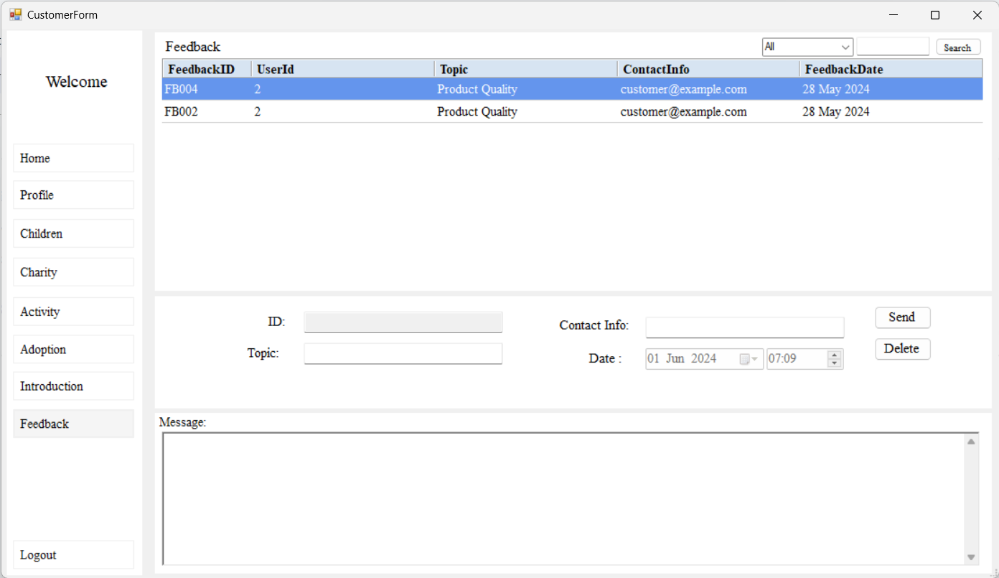 CustomerForm
Welcome
Home
Profile
Children
Charity
Activity
Adoption
Introduction
Feedback
Logout
Feedback
All
Search
FeedbackID UserId Topic ContactInfo FeedbackDate
FB004 2 Product Quality customer@example.com 28 May 2024
FB002 2 Product Quality customer@example.com 28 May 2024
ID:
Topic:
Contact Info:
Date :
01 Jun 2024
07:09
Send
Delete
Message: